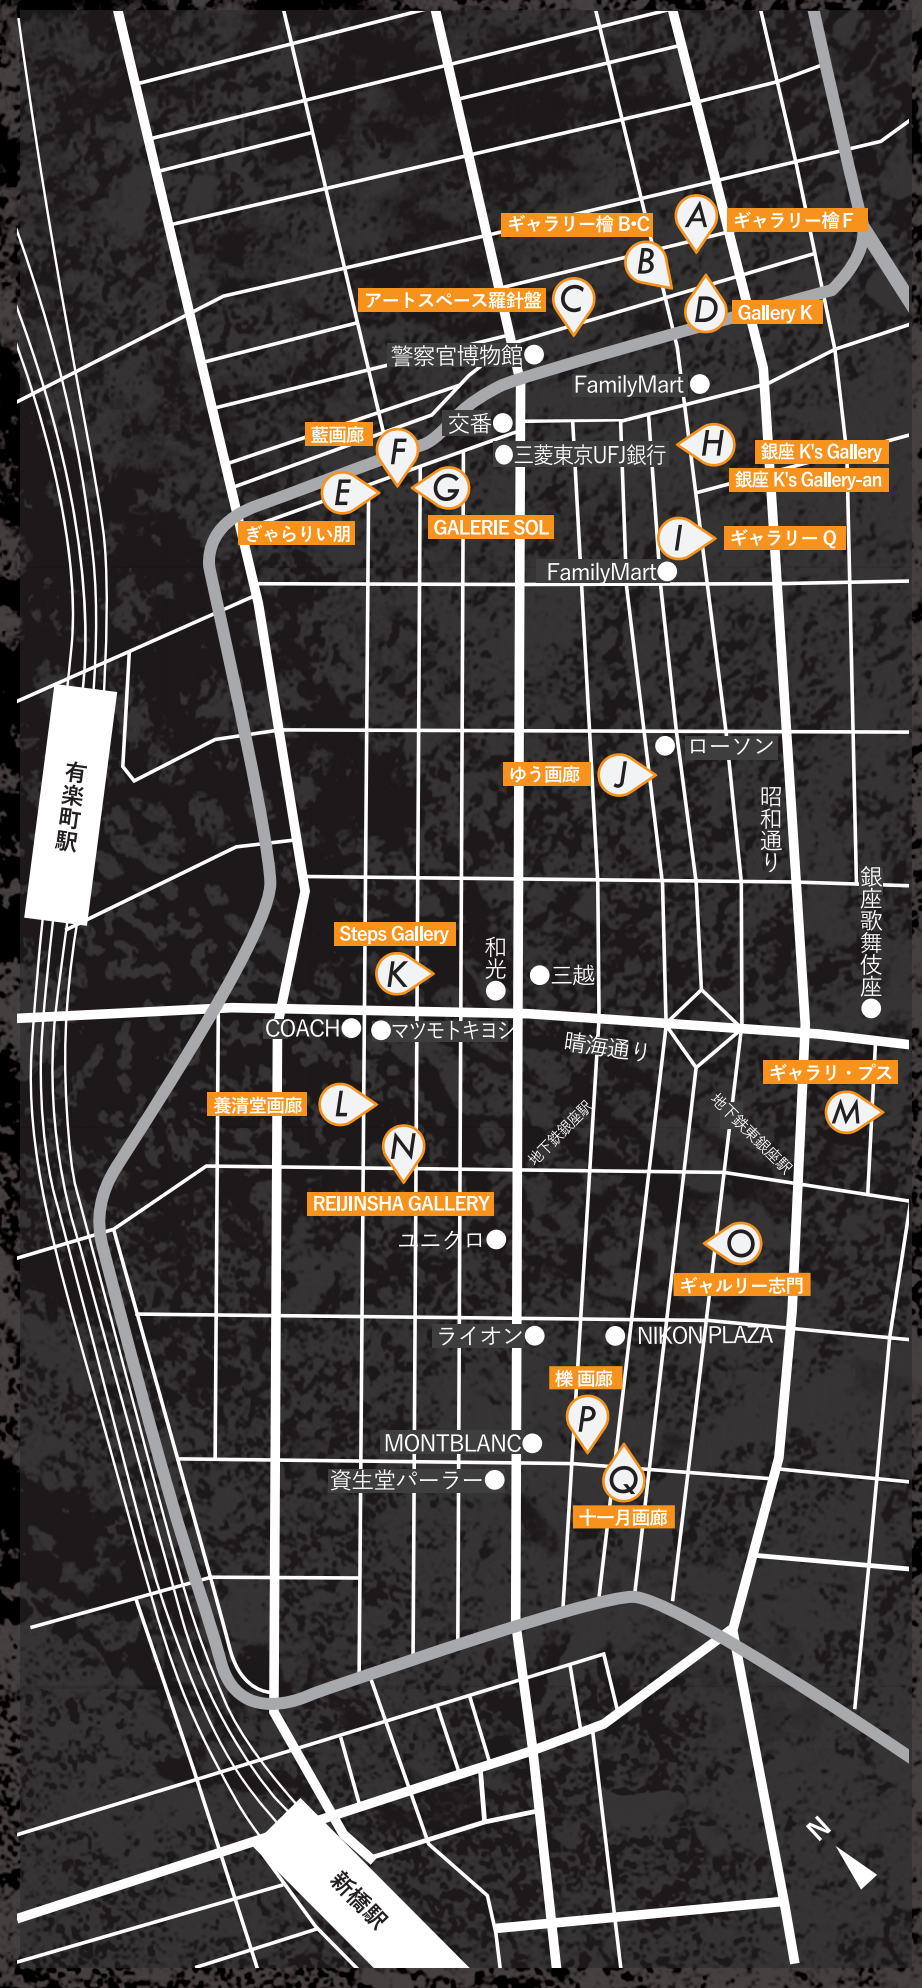 A
ギャラリー檜 F
ギャラリー檜 B•C
B
アートスペース羅針盤
C
D
Gallery K
警察官博物館
FamilyMart
交番
藍画廊
F
三菱東京UFJ銀行
H
銀座 K's Gallery
銀座 K's Gallery-an
E
G
ぎゃらりい朋
GALERIE SOL
I
ギャラリー Q
FamilyMart
ローソン
ゆう画廊
J
有楽町駅
昭和通り
銀座歌舞伎座
Steps Gallery
K
和光
三越
COACH
マツモトキヨシ
晴海通り
ギャラリ・プス
M
養清堂画廊
L
地下鉄銀座駅
地下鉄東銀座駅
N
REIJINSHA GALLERY
ユニクロ
O
ギャルリー志門
ライオン
NIKON PLAZA
檪 画廊
P
MONTBLANC
資生堂パーラー
Q
十一月画廊
N
新橋駅